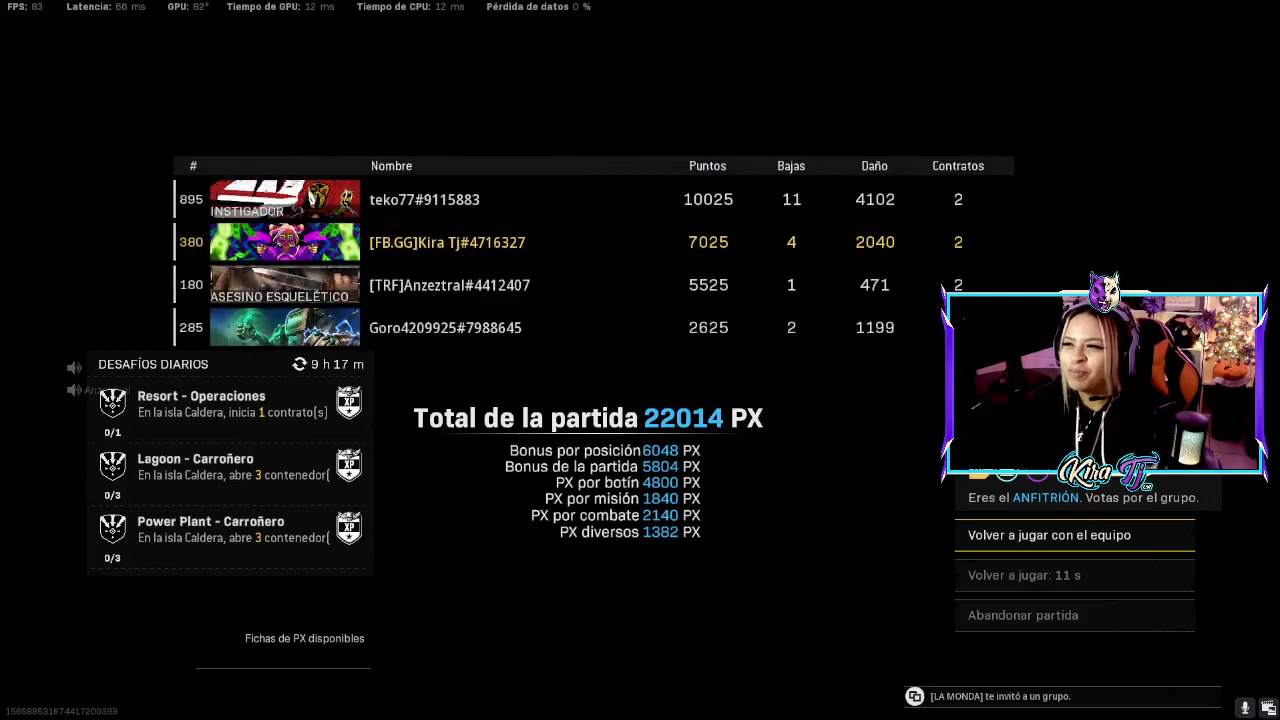 FPS: 83 Latencia: 66 ms GPU: 82° Tiempo de GPU: 12 ms Tiempo de CPU: 12 ms Pérdida de datos 0 %
# Nombre Puntos Bajas Daño Contratos
895 INSTIGADOR teko77#9115883 10025 11 4102 2
380 [FB.GG]Kira Tj#4716327 7025 4 2040 2
180 ASESINO ESQUELÉTICO [TRF]Anzeztral#4412407 5525 1 471 2
285 Goro4209925#7988645 2625 2 1199
DESAFÍOS DIARIOS 9 h 17 m
Resort - Operaciones
En la isla Caldera, inicia 1 contrato(s)
XP
0/1
Lagoon - Carroñero
En la isla Caldera, abre 3 contenedor(
XP
0/3
Power Plant - Carroñero
En la isla Caldera, abre 3 contenedor(
XP
0/3
Total de la partida 22014 PX
Bonus por posición 6048 PX
Bonus de la partida 5804 PX
PX por botín 4800 PX
PX por misión 1840 PX
PX por combate 2140 PX
PX diversos 1382 PX
Kira TJ
Eres el ANFITRIÓN. Votas por el grupo.
Volver a jugar con el equipo
Volver a jugar: 11 s
Abandonar partida
Fichas de PX disponibles
[LA MONDA] te invitó a un grupo.